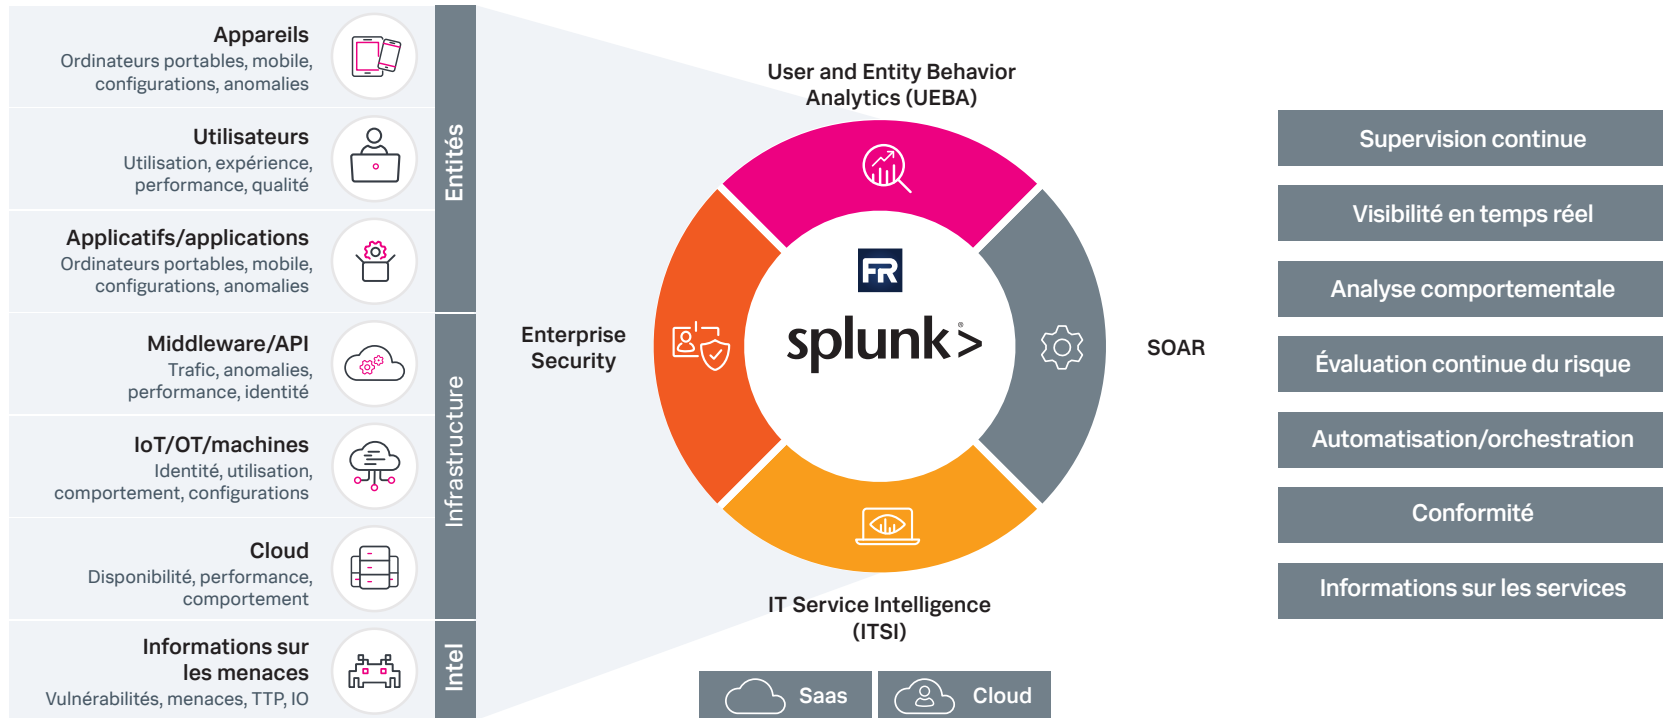 Appareils
Ordinateurs portables, mobile,
configurations, anomalies
Utilisateurs
Utilisation, expérience,
performance, qualité
Applicatifs/applications
Ordinateurs portables, mobile,
configurations, anomalies
Entités
Middleware/API
Trafic, anomalies,
performance, identité
IoT/OT/machines
Identité, utilisation,
comportement, configurations
Cloud
Disponibilité, performance,
comportement
Infrastructure
Informations sur
les menaces
Vulnérabilités, menaces, TTP, IO
Intel
User and Entity Behavior
Analytics (UEBA)
Enterprise
Security
FR
splunk>®
SOAR
IT Service Intelligence
(ITSI)
Saas
Cloud
Supervision continue
Visibilité en temps réel
Analyse comportementale
Évaluation continue du risque
Automatisation/orchestration
Conformité
Informations sur les services